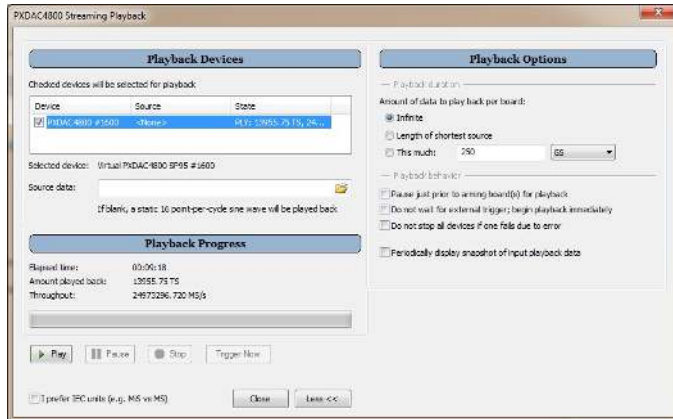 PXDAC4800 Streaming Playback
Playback Devices
Checked devices will be selected for playback
Device Source State
PXDAC4800 #1600 <None> PLY: 13955.75 TS, 24...
Selected device: Virtual PXDAC4800 SP95 #1600
Source data:
If blank, a static 16 point-per-cycle sine wave will be played back
Playback Progress
Elapsed time: 00:09:18
Amount played back: 13955.75 TS
Throughput: 24973296.720 MS/s
Play Pause Stop Trigger Now
I prefer IEC units (e.g. MiS vs MS) Close Less <<
Playback Options
Playback duration
Amount of data to play back per board:
Infinite
Length of shortest source
This much: 250 GS
Playback behavior
Pause just prior to arming board(s) for playback
Do not wait for external trigger; begin playback immediately
Do not stop all devices if one fails due to error
Periodically display snapshot of input playback data